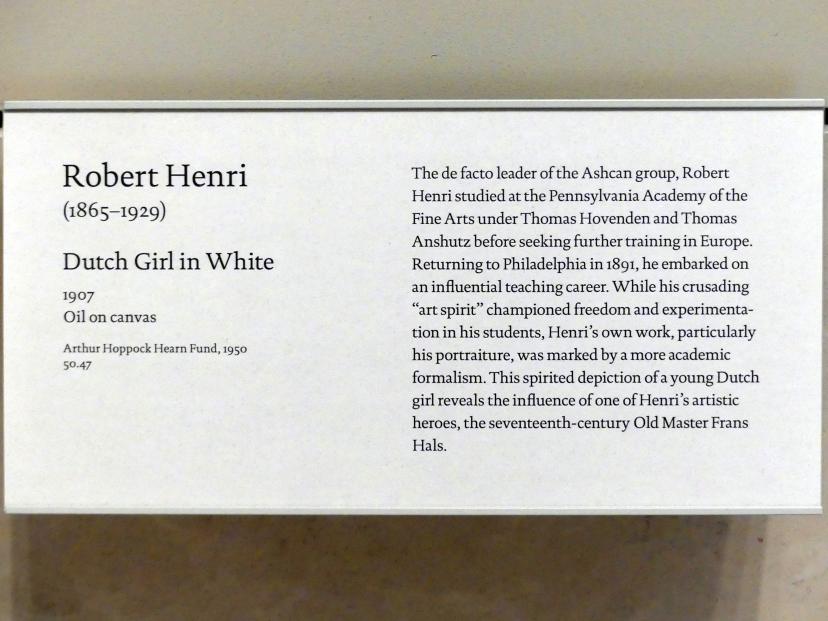 Robert Henri
(1865–1929)
Dutch Girl in White
1907
Oil on canvas
Arthur Hoppock Hearn Fund, 1950
50.47
The de facto leader of the Ashcan group, Robert
Henri studied at the Pennsylvania Academy of the
Fine Arts under Thomas Hovenden and Thomas
Anshutz before seeking further training in Europe.
Returning to Philadelphia in 1891, he embarked on
an influential teaching career. While his crusading
“art spirit” championed freedom and experimenta-
tion in his students, Henri’s own work, particularly
his portraiture, was marked by a more academic
formalism. This spirited depiction of a young Dutch
girl reveals the influence of one of Henri’s artistic
heroes, the seventeenth-century Old Master Frans
Hals.